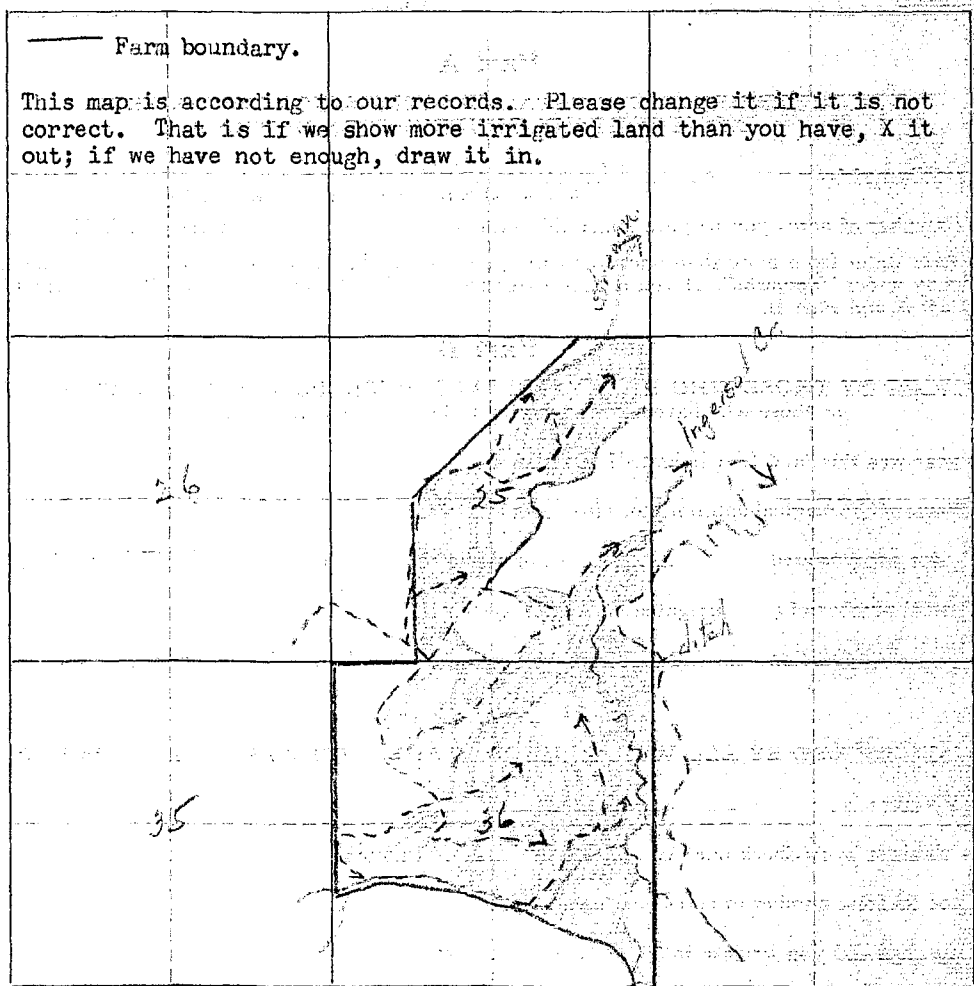 Farm boundary.
This map is according to our records. Please change it if it is not
correct. That is if we show more irrigated land than you have, X it
out; if we have not enough, draw it in.
Ingersol Cr.
26
25
ditch
35
36